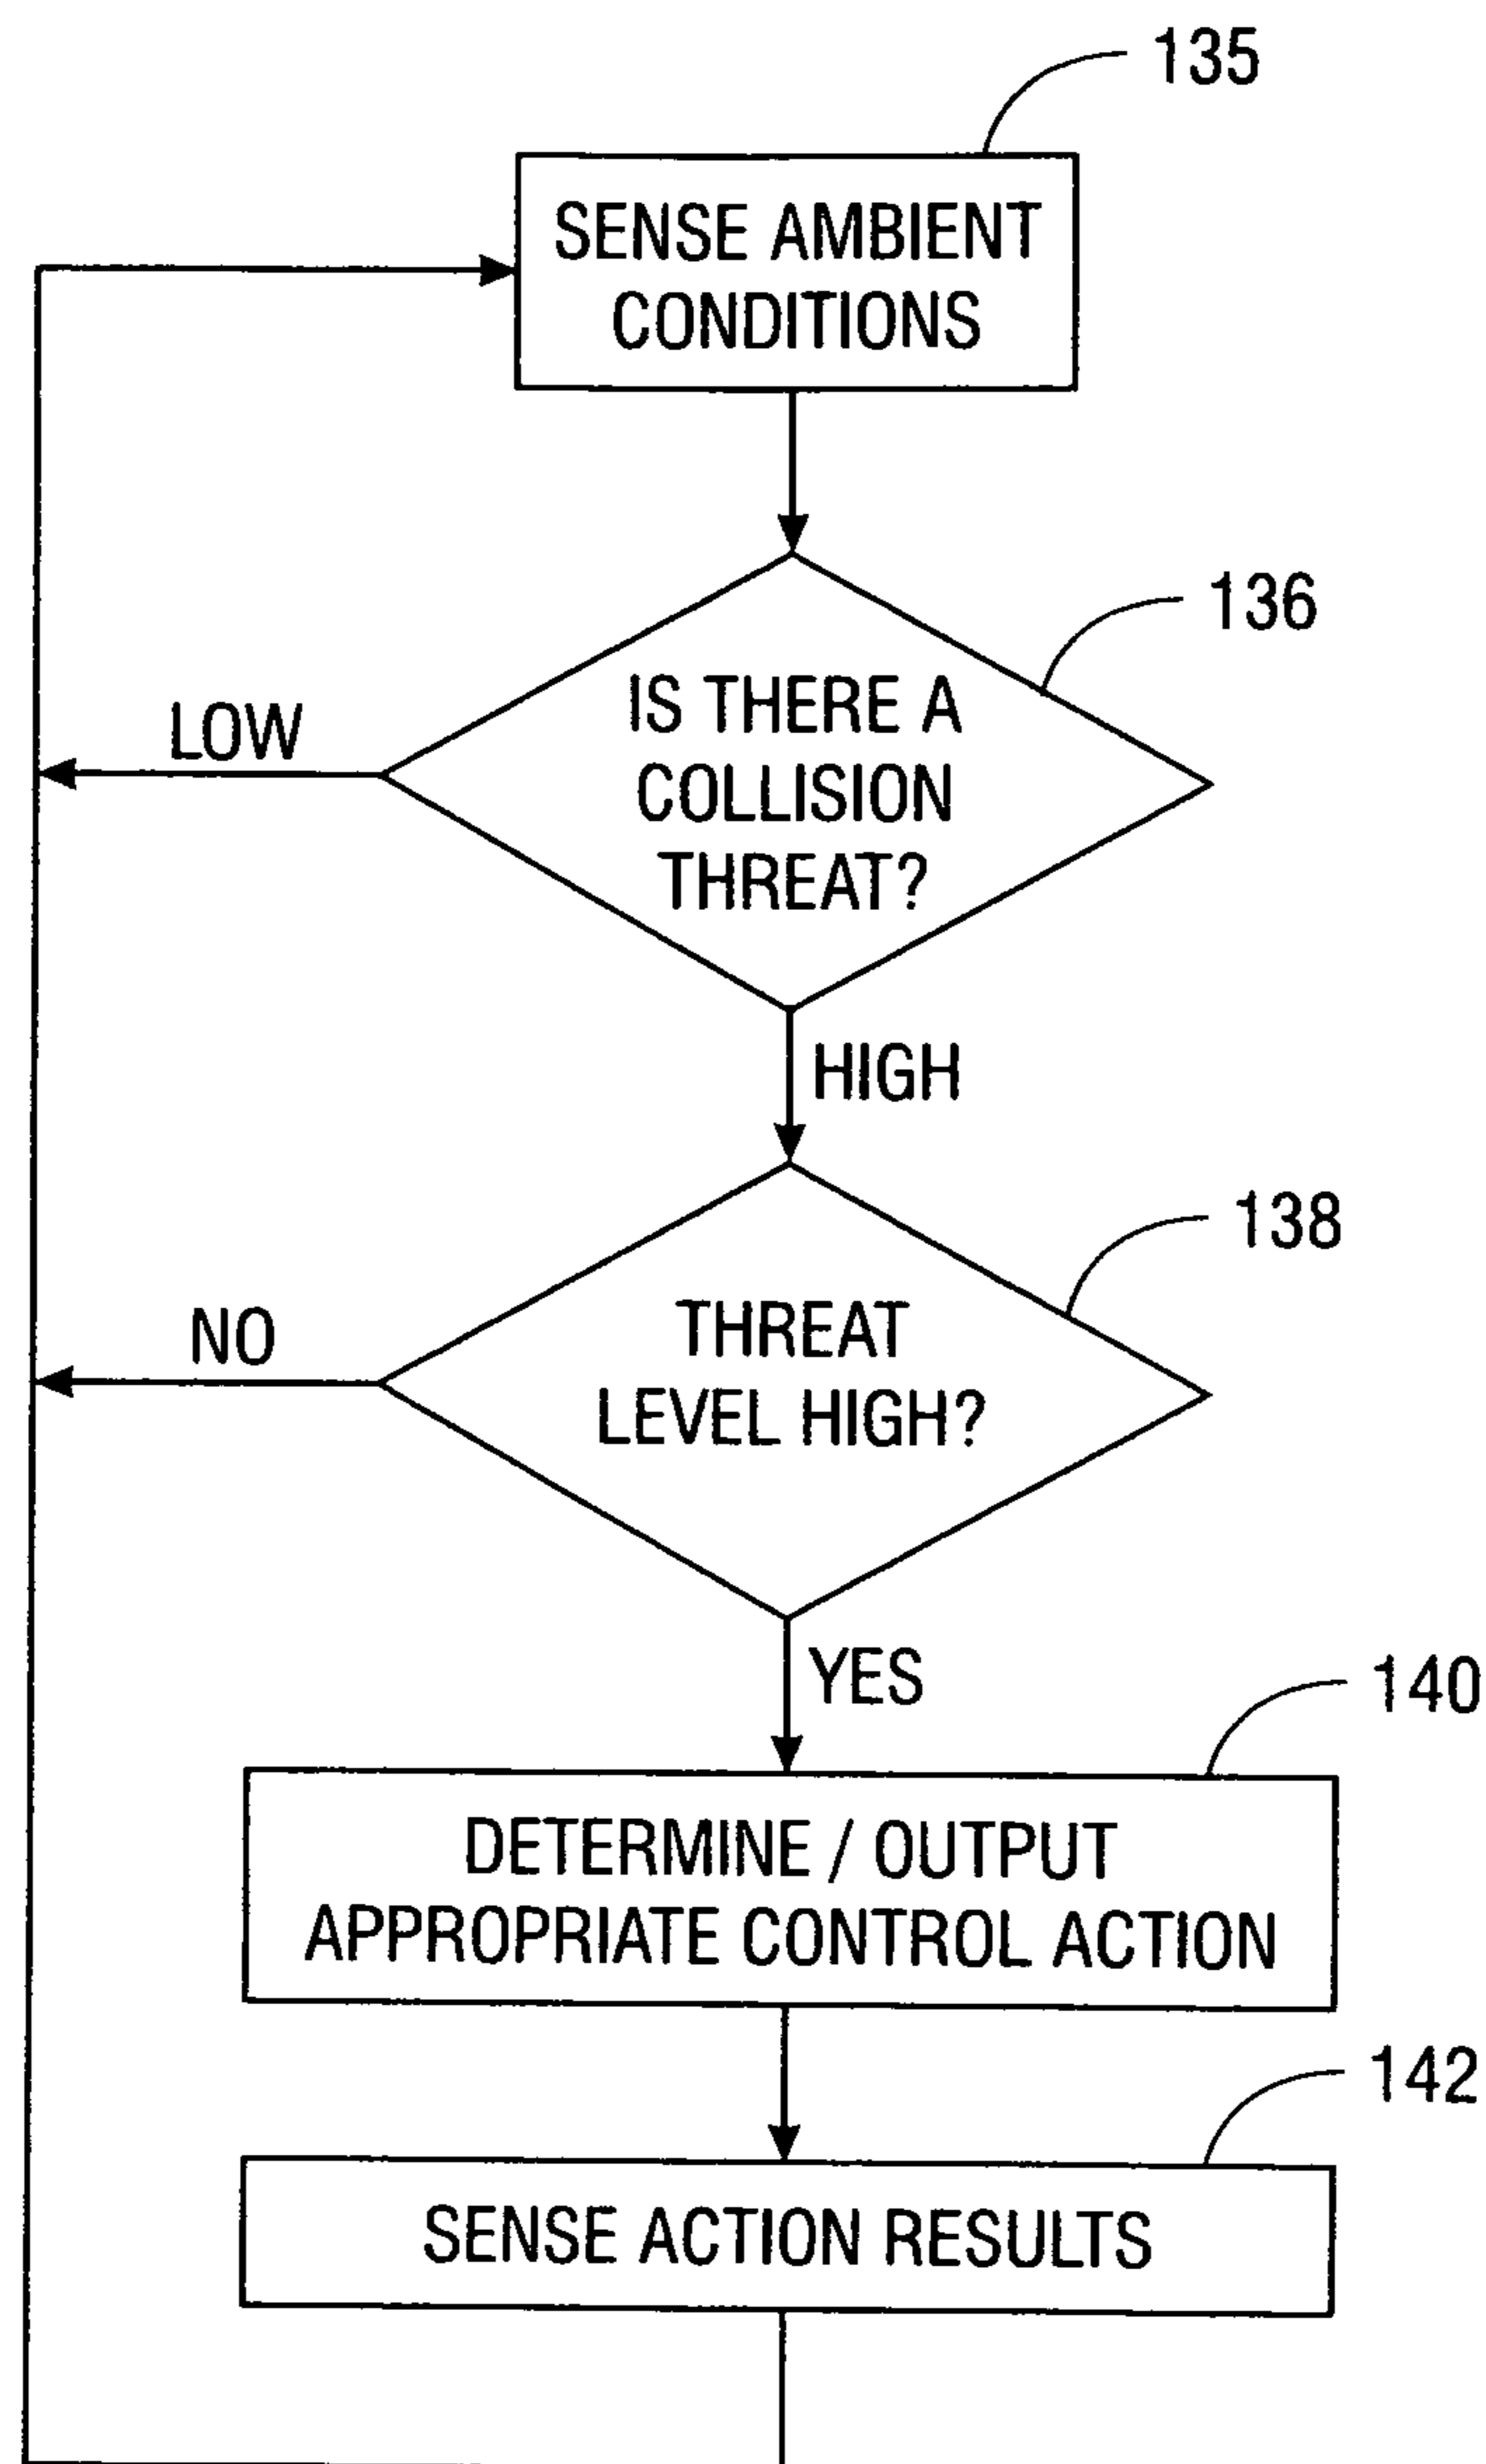 135
SENSE AMBIENT
CONDITIONS
136
IS THERE A
COLLISION
THREAT?
LOW
HIGH
138
THREAT
LEVEL HIGH?
NO
YES
140
DETERMINE / OUTPUT
APPROPRIATE CONTROL ACTION
142
SENSE ACTION RESULTS